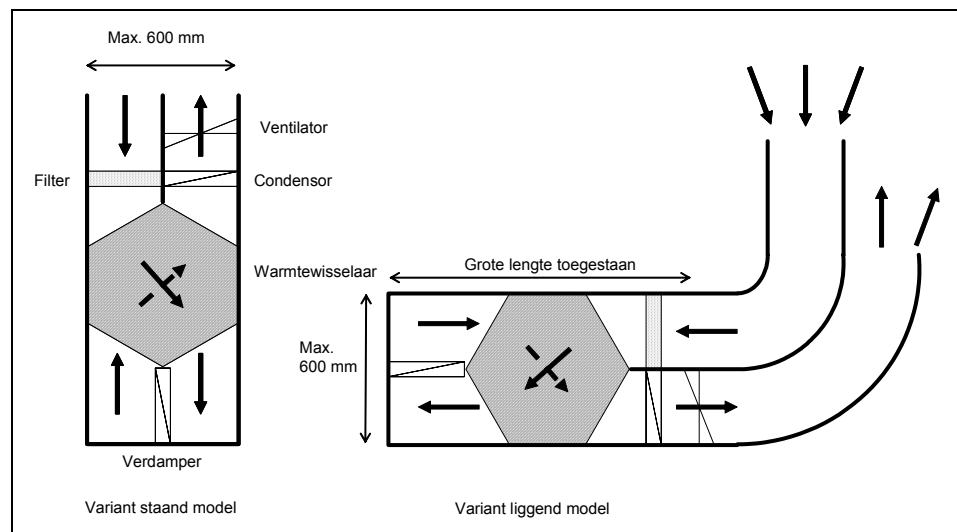 Max. 600 mm
Ventilator
Filter
Condensor
Warmtewisselaar
Grote lengte toegestaan
Max.
600 mm
Verdamper
Variant staand model
Variant liggend model